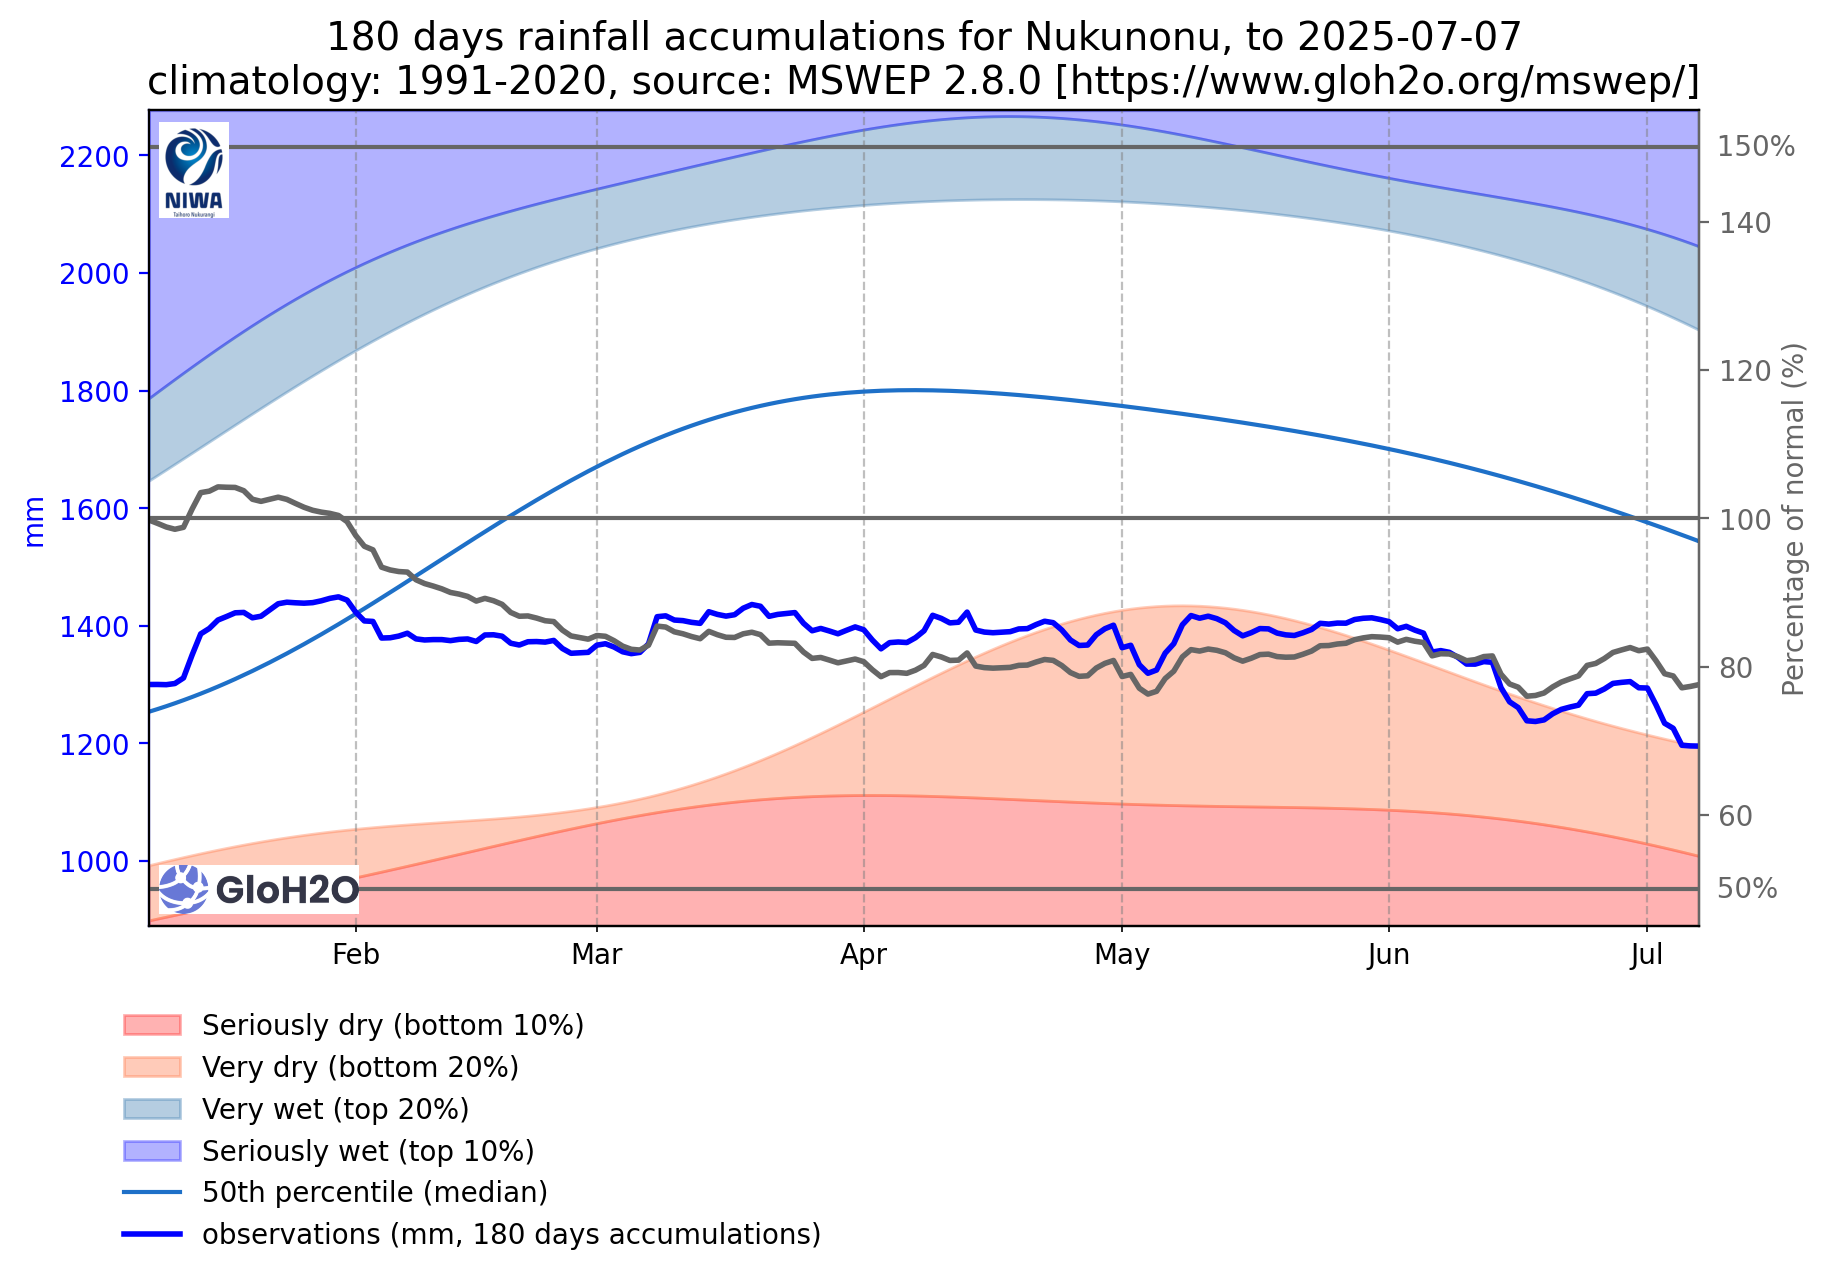 180 days rainfall accumulations for Nukunonu, to 2025-07-07
climatology: 1991-2020, source: MSWEP 2.8.0 [https://www.gloh2o.org/mswep/]
NIWA
Taihoro Nukurangi
2200
2000
1800
1600
1400
1200
1000
mm
150%
140
120
100
80
60
50%
Percentage of normal (%)
GloH2O
Feb Mar Apr May Jun Jul
Seriously dry (bottom 10%)
Very dry (bottom 20%)
Very wet (top 20%)
Seriously wet (top 10%)
50th percentile (median)
observations (mm, 180 days accumulations)